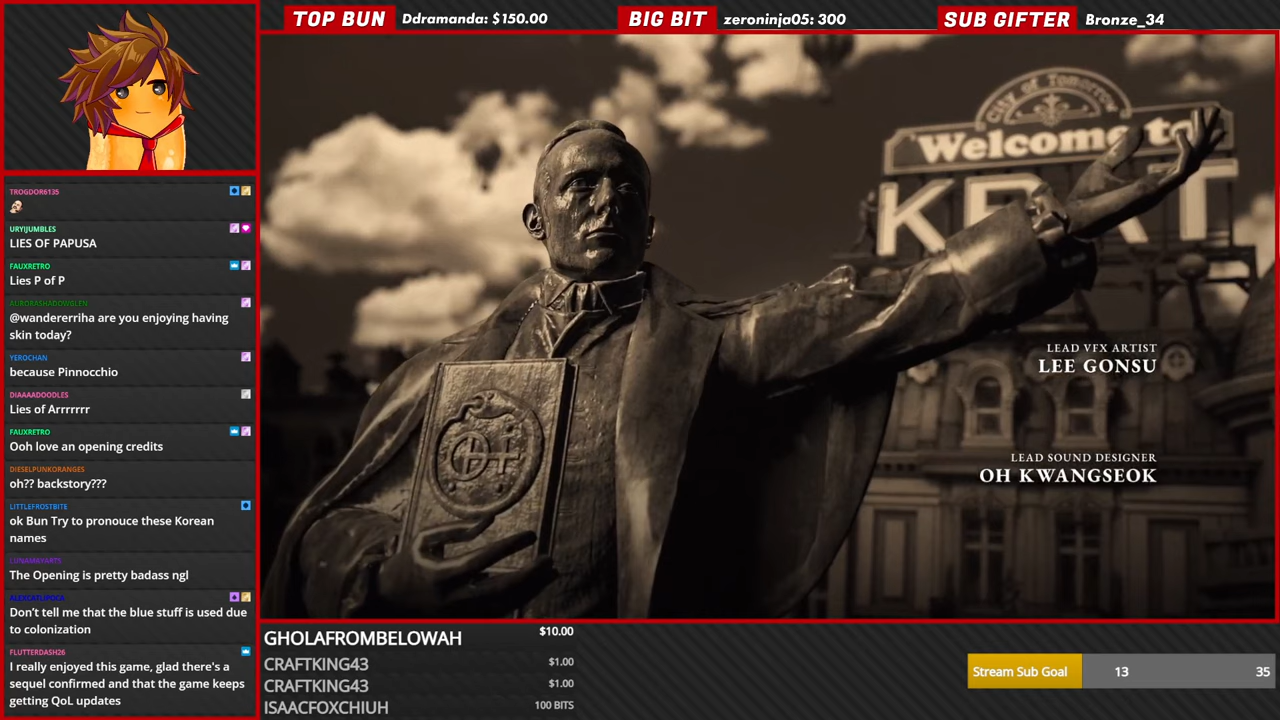 TOP BUN Ddramanda: $150.00
BIG BIT zeroninja05: 300
SUB GIFTER Bronze_34
TROGDOR6135
URYIJUMBLES
LIES OF PAPUSA
FAUXRETRO
Lies P of P
@wandererriha are you enjoying having
skin today?
YEROCHAN
because Pinnocchio
DIAAAADOODLES
Lies of Arrrrrrr
FAUXRETRO
Ooh love an opening credits
DIESELPUNKORANGES
oh?? backstory???
LITTLEFROSTBITE
ok Bun Try to pronouce these Korean
names
LUNAMAYARTS
The Opening is pretty badass ngl
ALEXCATLIPOCA
Don't tell me that the blue stuff is used due
to colonization
FLUTTERDASH26
I really enjoyed this game, glad there's a
sequel confirmed and that the game keeps
getting QoL updates
City of Tomorrow
Welcome to
KR T
LEAD VFX ARTIST
LEE GONSU
LEAD SOUND DESIGNER
OH KWANGSEOK
GHOLAFROMBELOWAH $10.00
CRAFTKING43 $1.00
CRAFTKING43 $1.00
ISAACFOXCHIUH 100 BITS
Stream Sub Goal 13 35